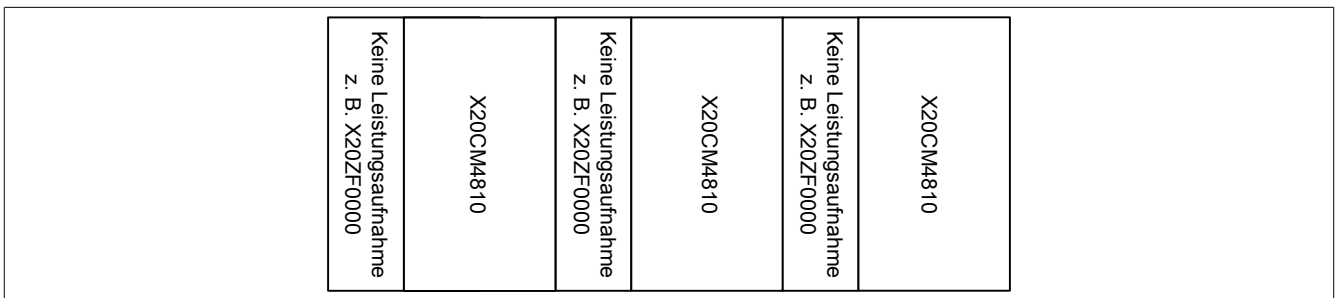 Keine Leistungsaufnahme
z. B. X20ZF0000
X20CM4810
Keine Leistungsaufnahme
z. B. X20ZF0000
X20CM4810
Keine Leistungsaufnahme
z. B. X20ZF0000
X20CM4810